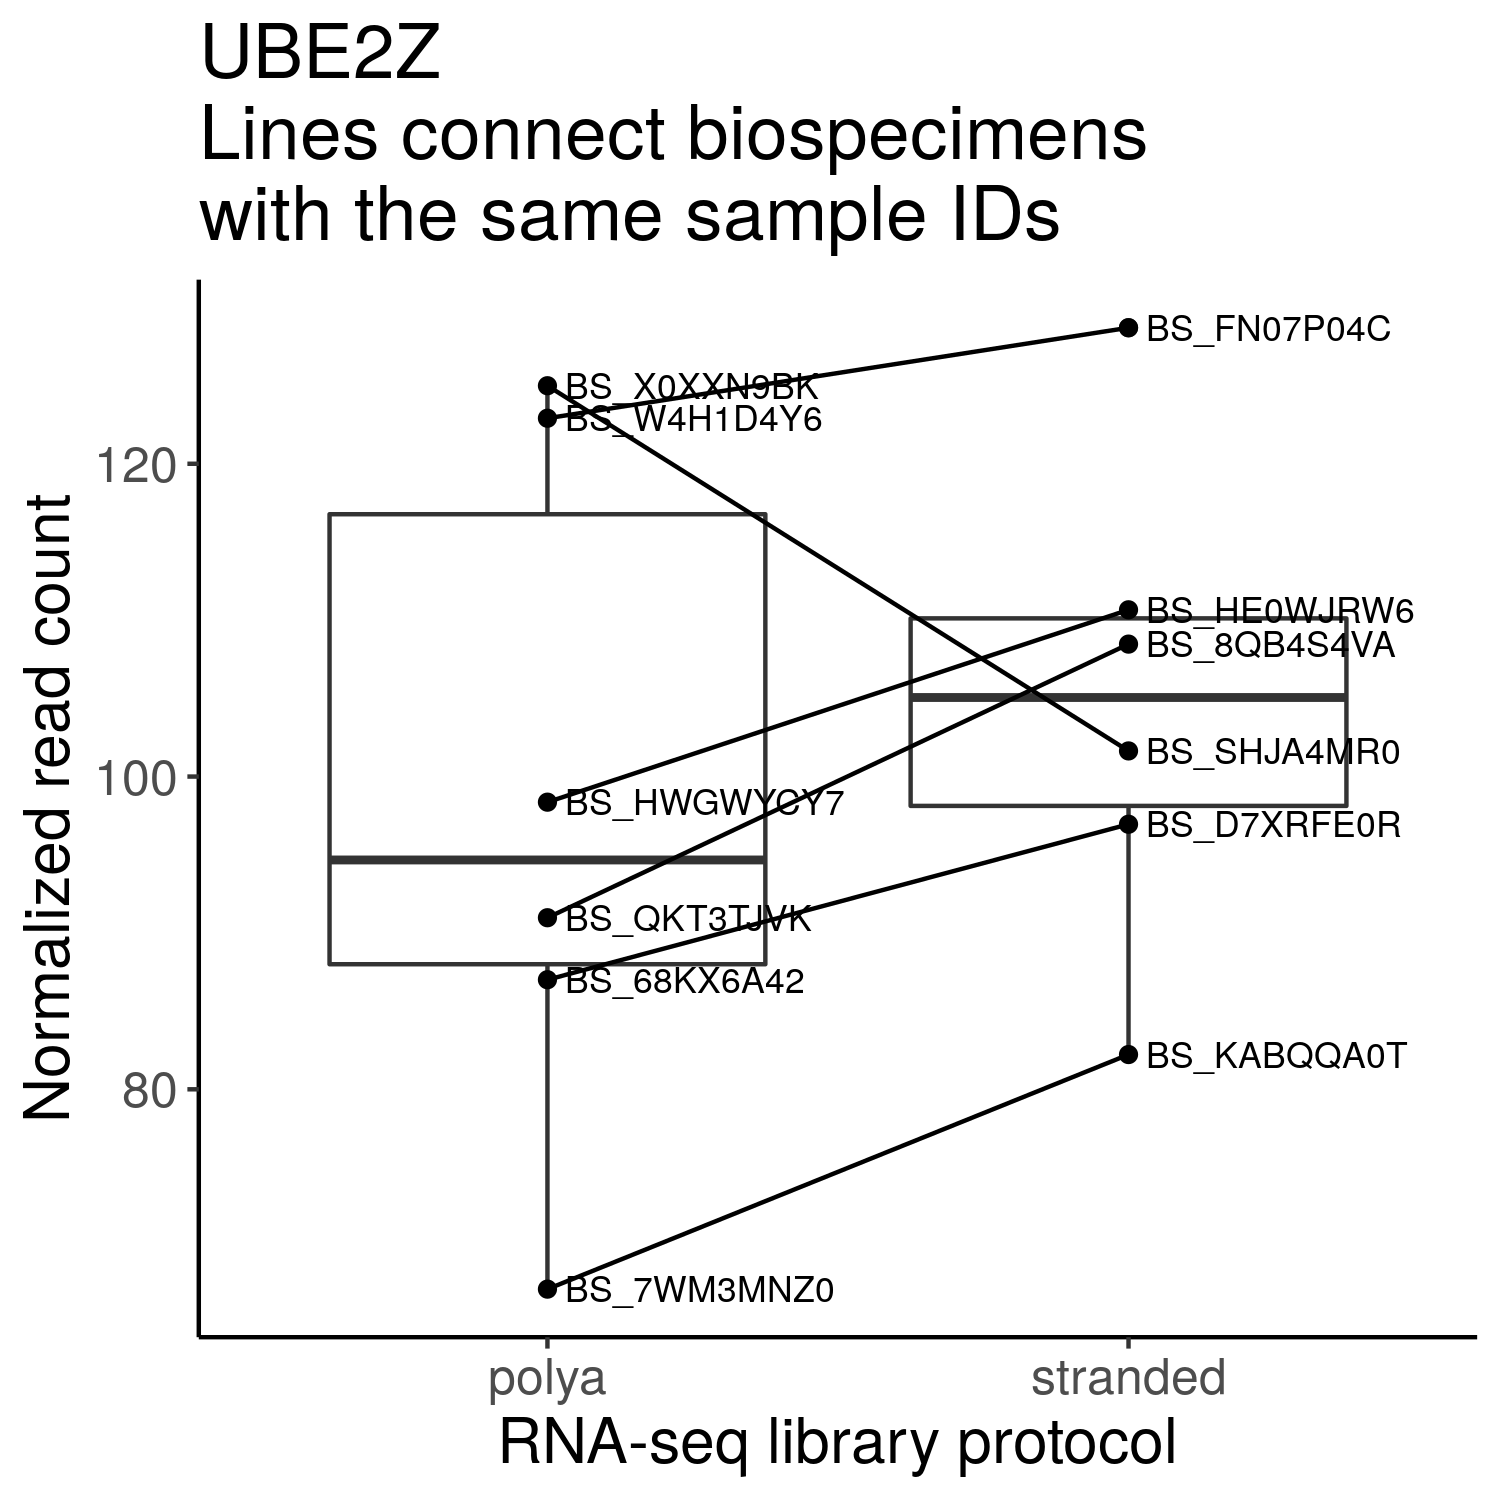 UBE2Z
Lines connect biospecimens
with the same sample IDs
Normalized read count
120
100
80
BS_FN07P04C
BS_X0XXN9BK
BS_W4H1D4Y6
BS_HE0WJRW6
BS_8QB4S4VA
BS_SHJA4MR0
BS_HWGWYCY7
BS_D7XRFE0R
BS_QKT3TJVK
BS_68KX6A42
BS_KABQQA0T
BS_7WM3MNZ0
polya
stranded
RNA-seq library protocol